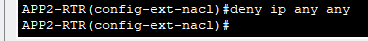 APP2-RTR(config-ext-nacl)#deny ip any any
APP2-RTR(config-ext-nacl)#